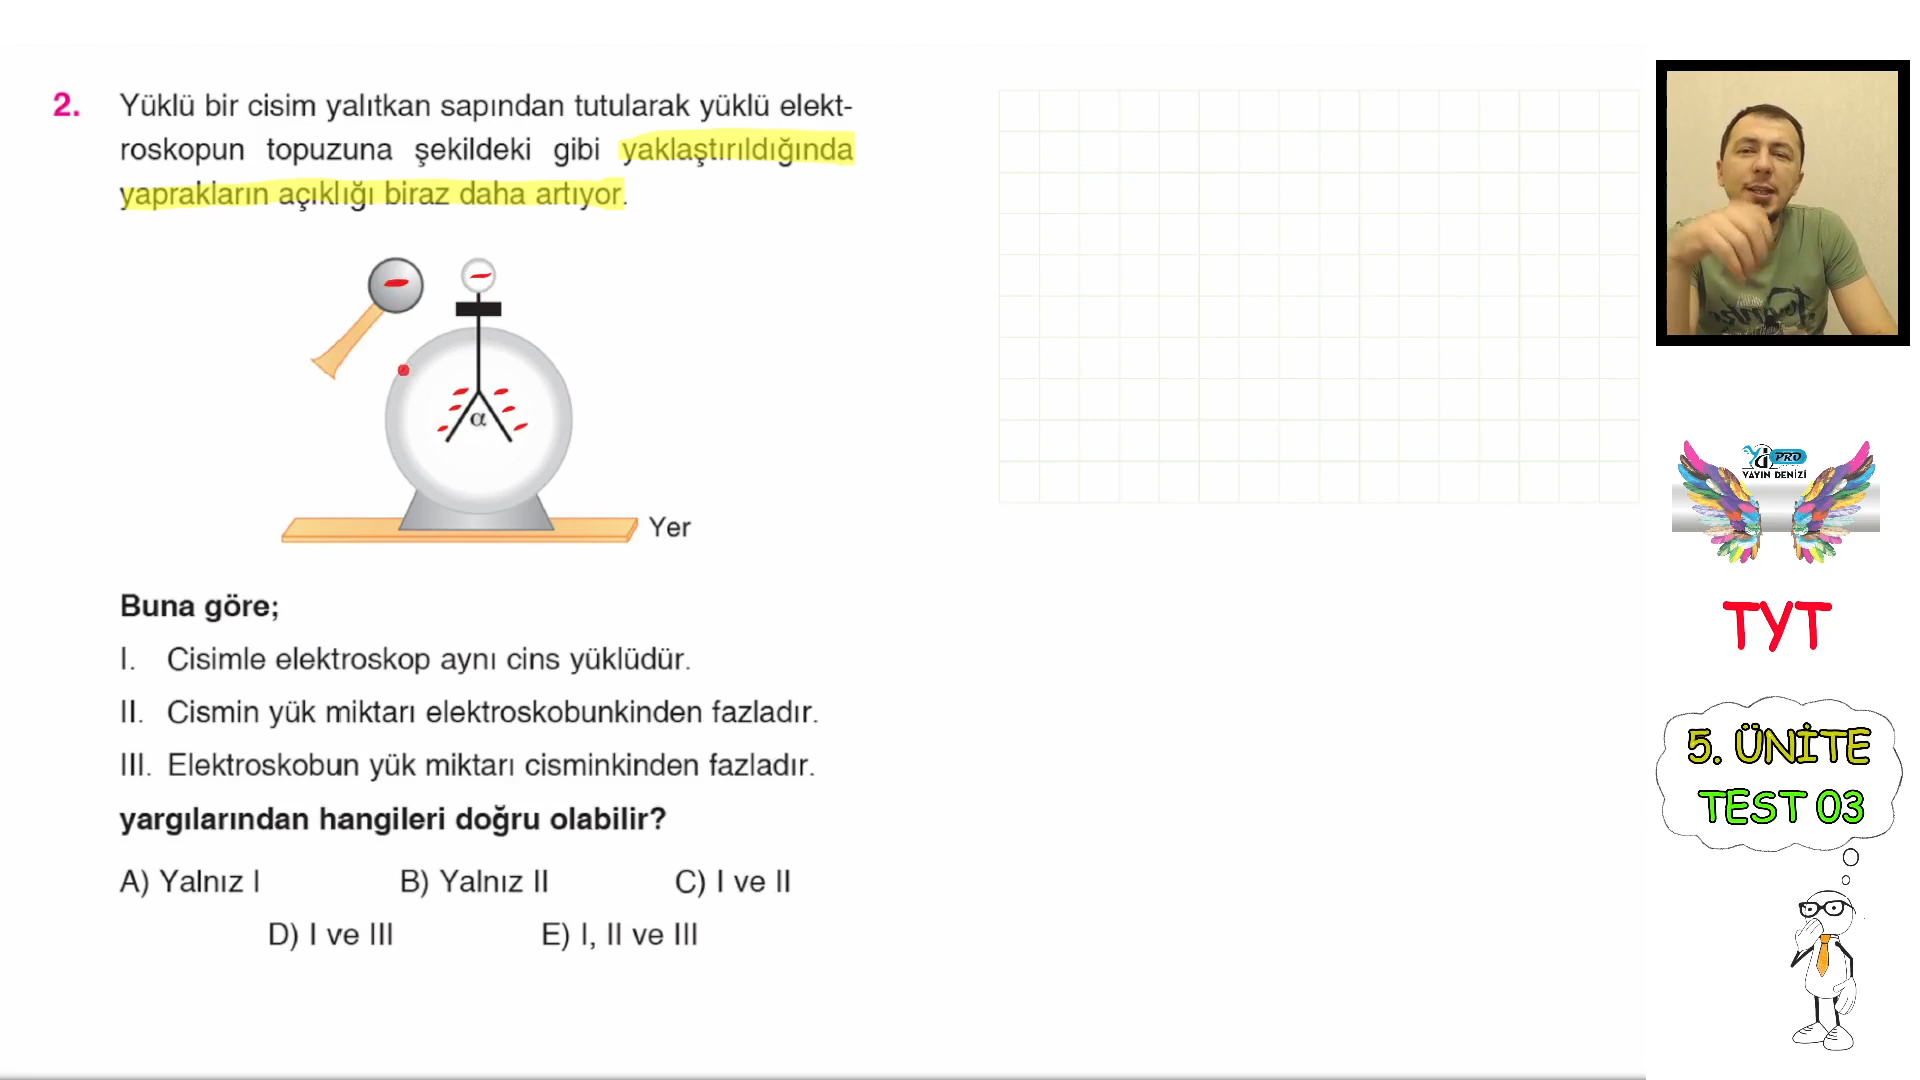 2. Yüklü bir cisim yalıtkan sapından tutularak yüklü elekt-
roskopun topuzuna şekildeki gibi yaklaştırıldığında
yaprakların açıklığı biraz daha artıyor.
α
Yer
Buna göre;
I. Cisimle elektroskop aynı cins yüklüdür.
II. Cismin yük miktarı elektroskobunkinden fazladır.
III. Elektroskobun yük miktarı cisminkinden fazladır.
yargılarından hangileri doğru olabilir?
A) Yalnız I B) Yalnız II C) I ve II
D) I ve III E) I, II ve III
PRO
YAYIN DENİZİ
TYT
5. ÜNİTE
TEST 03